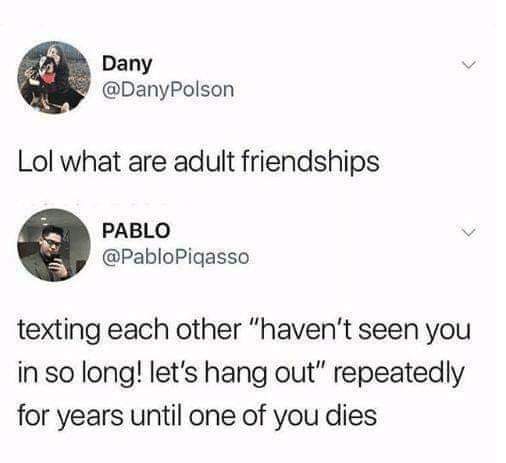 Dany
@DanyPolson
Lol what are adult friendships
PABLO
@PabloPiqasso
texting each other "haven't seen you
in so long! let's hang out" repeatedly
for years until one of you dies